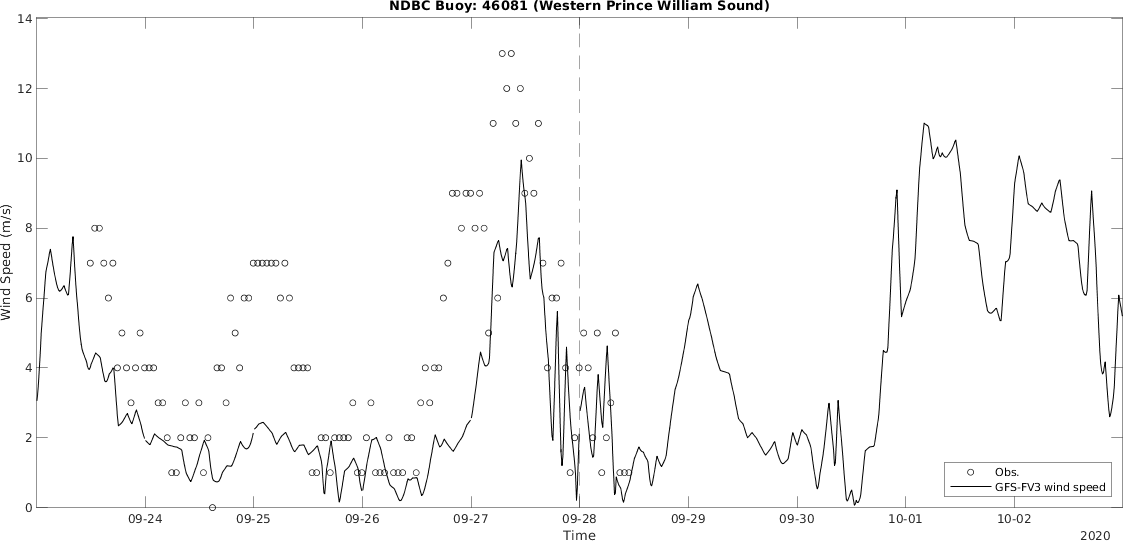 NDBC Buoy: 46081 (Western Prince William Sound)
14
12
10
8
6
4
2
0
Wind Speed (m/s)
09-24 09-25 09-26 09-27 09-28 09-29 09-30 10-01 10-02
Time
2020
Obs.
GFS-FV3 wind speed